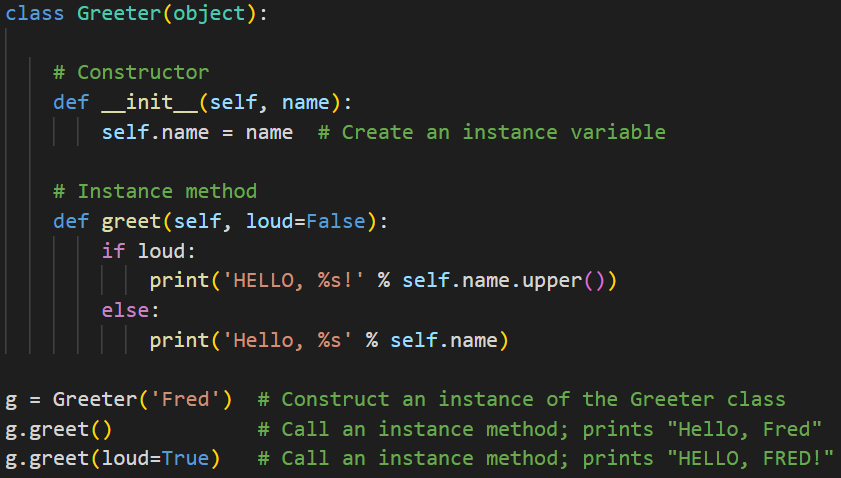 class Greeter(object):
    # Constructor
    def __init__(self, name):
        self.name = name  # Create an instance variable
    # Instance method
    def greet(self, loud=False):
        if loud:
            print('HELLO, %s!' % self.name.upper())
        else:
            print('Hello, %s' % self.name)
g = Greeter('Fred')  # Construct an instance of the Greeter class
g.greet()            # Call an instance method; prints "Hello, Fred"
g.greet(loud=True)   # Call an instance method; prints "HELLO, FRED!"